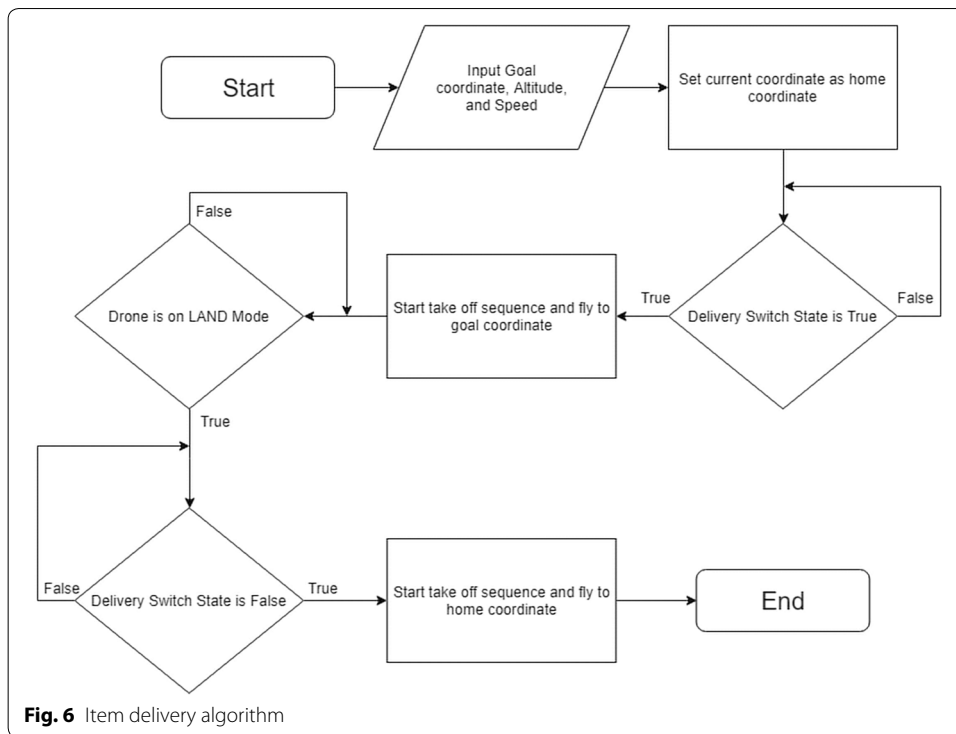 Start
Input Goal
coordinate, Altitude,
and Speed
Set current coordinate as home
coordinate
Delivery Switch State is True
False
True
Start take off sequence and fly to
goal coordinate
Drone is on LAND Mode
False
True
Delivery Switch State is False
False
True
Start take off sequence and fly to
home coordinate
End
Fig. 6 Item delivery algorithm